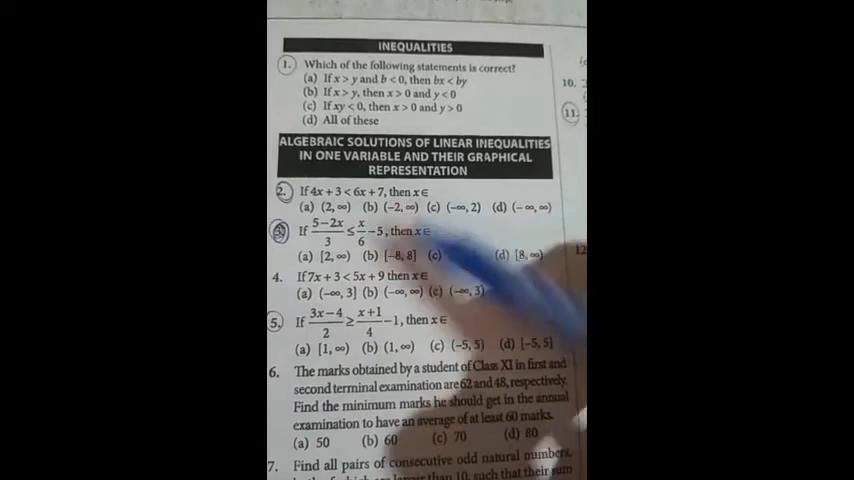 INEQUALITIES
1. Which of the following statements is correct?
(a) If x > y and b < 0, then bx < by
(b) If x > y, then x > 0 and y < 0
(c) If xy < 0, then x > 0 and y > 0
(d) All of these
10.
11.
ALGEBRAIC SOLUTIONS OF LINEAR INEQUALITIES
IN ONE VARIABLE AND THEIR GRAPHICAL
REPRESENTATION
2. If 4x + 3 < 6x + 7, then x ∈
(a) (2, ∞) (b) (−2, ∞) (c) (−∞, 2) (d) (−∞, ∞)
3. If (5−2x)/3 ≤ x/6 − 5, then x ∈
(a) [2, ∞) (b) [−8, 8] (c) (d) [8, ∞)
12
4. If 7x + 3 < 5x + 9 then x ∈
(a) (−∞, 3] (b) (−∞, ∞) (c) (−∞, 3)
5. If (3x−4)/2 ≥ (x+1)/4 − 1, then x ∈
(a) [1, ∞) (b) (1, ∞) (c) (−5, 5) (d) [−5, 5]
6. The marks obtained by a student of Class XI in first and
second terminal examination are 62 and 48, respectively.
Find the minimum marks he should get in the annual
examination to have an average of at least 60 marks.
(a) 50 (b) 60 (c) 70 (d) 80
7. Find all pairs of consecutive odd natural numbers,
than 10, such that their sum